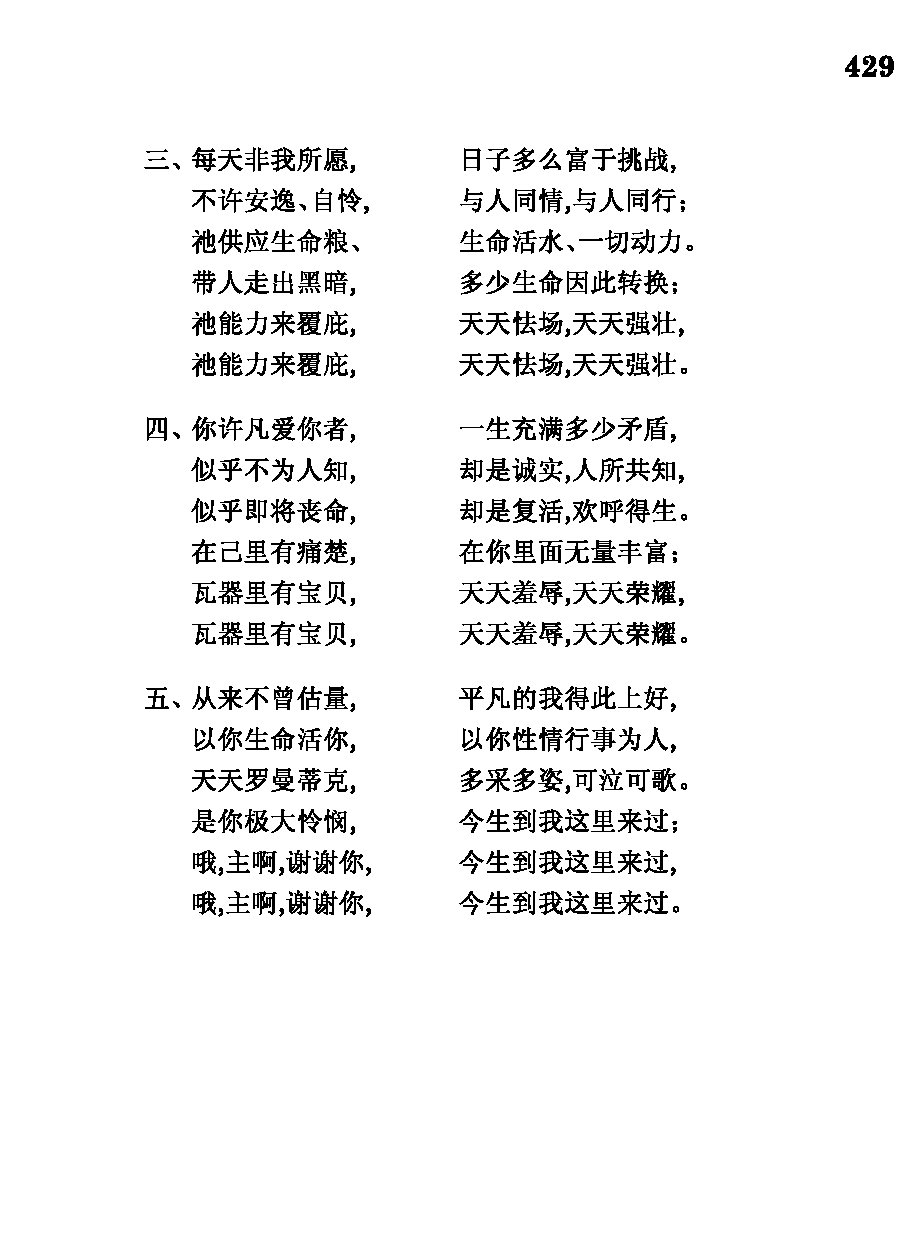 429
三、每天非我所愿, 日子多么富于挑战,
不许安逸、自怜, 与人同情,与人同行;
祂供应生命粮、 生命活水、一切动力。
带人走出黑暗, 多少生命因此转换;
祂能力来覆庇, 天天怯场,天天强壮,
祂能力来覆庇, 天天怯场,天天强壮。
四、你许凡爱你者, 一生充满多少矛盾,
似乎不为人知, 却是诚实,人所共知,
似乎即将丧命, 却是复活,欢呼得生。
在己里有痛楚, 在你里面无量丰富;
瓦器里有宝贝, 天天羞辱,天天荣耀,
瓦器里有宝贝, 天天羞辱,天天荣耀。
五、从来不曾估量, 平凡的我得此上好,
以你生命活你, 以你性情行事为人,
天天罗曼蒂克, 多采多姿,可泣可歌。
是你极大怜悯, 今生到我这里来过;
哦,主啊,谢谢你, 今生到我这里来过,
哦,主啊,谢谢你, 今生到我这里来过。